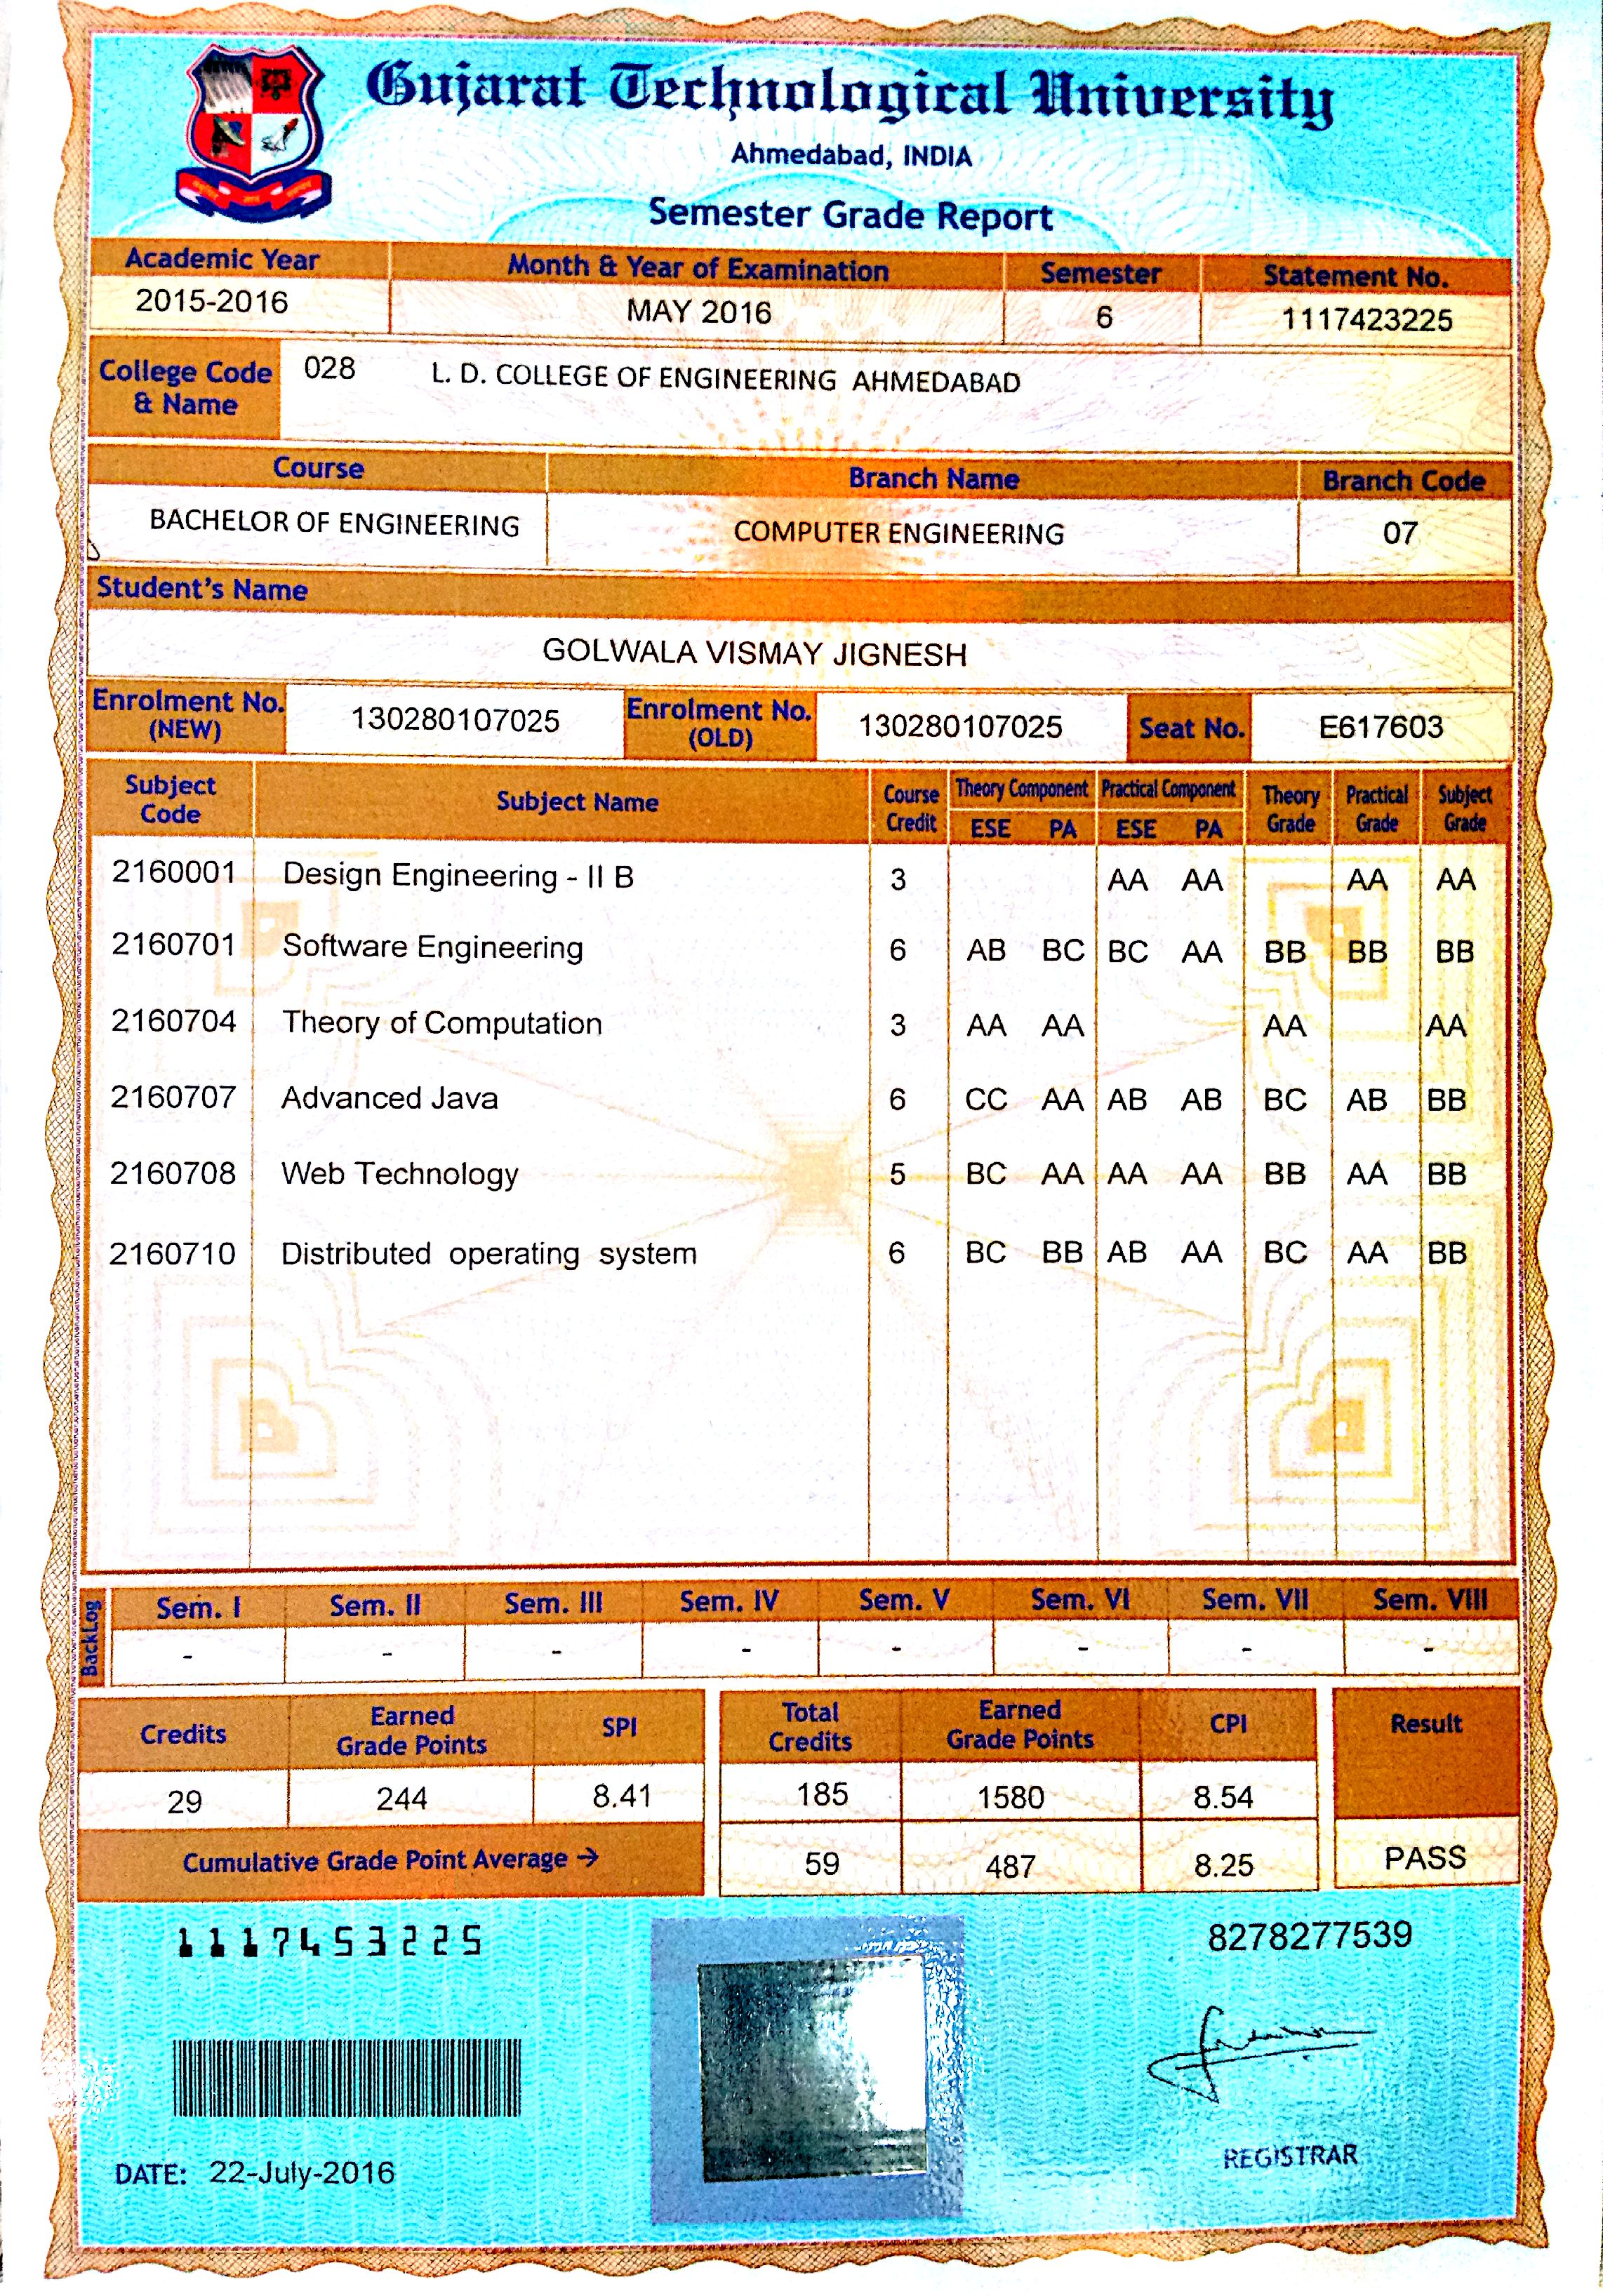 Gujarat Technological University
Ahmedabad, INDIA
Semester Grade Report
Academic Year Month & Year of Examination Semester Statement No.
2015-2016 MAY 2016 6 1117423225
College Code & Name 028 L. D. COLLEGE OF ENGINEERING AHMEDABAD
Course Branch Name Branch Code
BACHELOR OF ENGINEERING COMPUTER ENGINEERING 07
Student's Name
GOLWALA VISMAY JIGNESH
Enrolment No. (NEW) 130280107025 Enrolment No. (OLD) 130280107025 Seat No. E617603
Subject Code Subject Name Course Credit Theory Component Practical Component Theory Grade Practical Grade Subject Grade
ESE PA ESE PA
2160001 Design Engineering - II B 3 AA AA AA AA
2160701 Software Engineering 6 AB BC BC AA BB BB BB
2160704 Theory of Computation 3 AA AA AA AA
2160707 Advanced Java 6 CC AA AB AB BC AB BB
2160708 Web Technology 5 BC AA AA AA BB AA BB
2160710 Distributed operating system 6 BC BB AB AA BC AA BB
BackLog Sem. I Sem. II Sem. III Sem. IV Sem. V Sem. VI Sem. VII Sem. VIII
- - - - - - - -
Credits Earned Grade Points SPI Total Credits Earned Grade Points CPI Result
29 244 8.41 185 1580 8.54
Cumulative Grade Point Average → 59 487 8.25 PASS
1117453225 8278277539
REGISTRAR
DATE: 22-July-2016